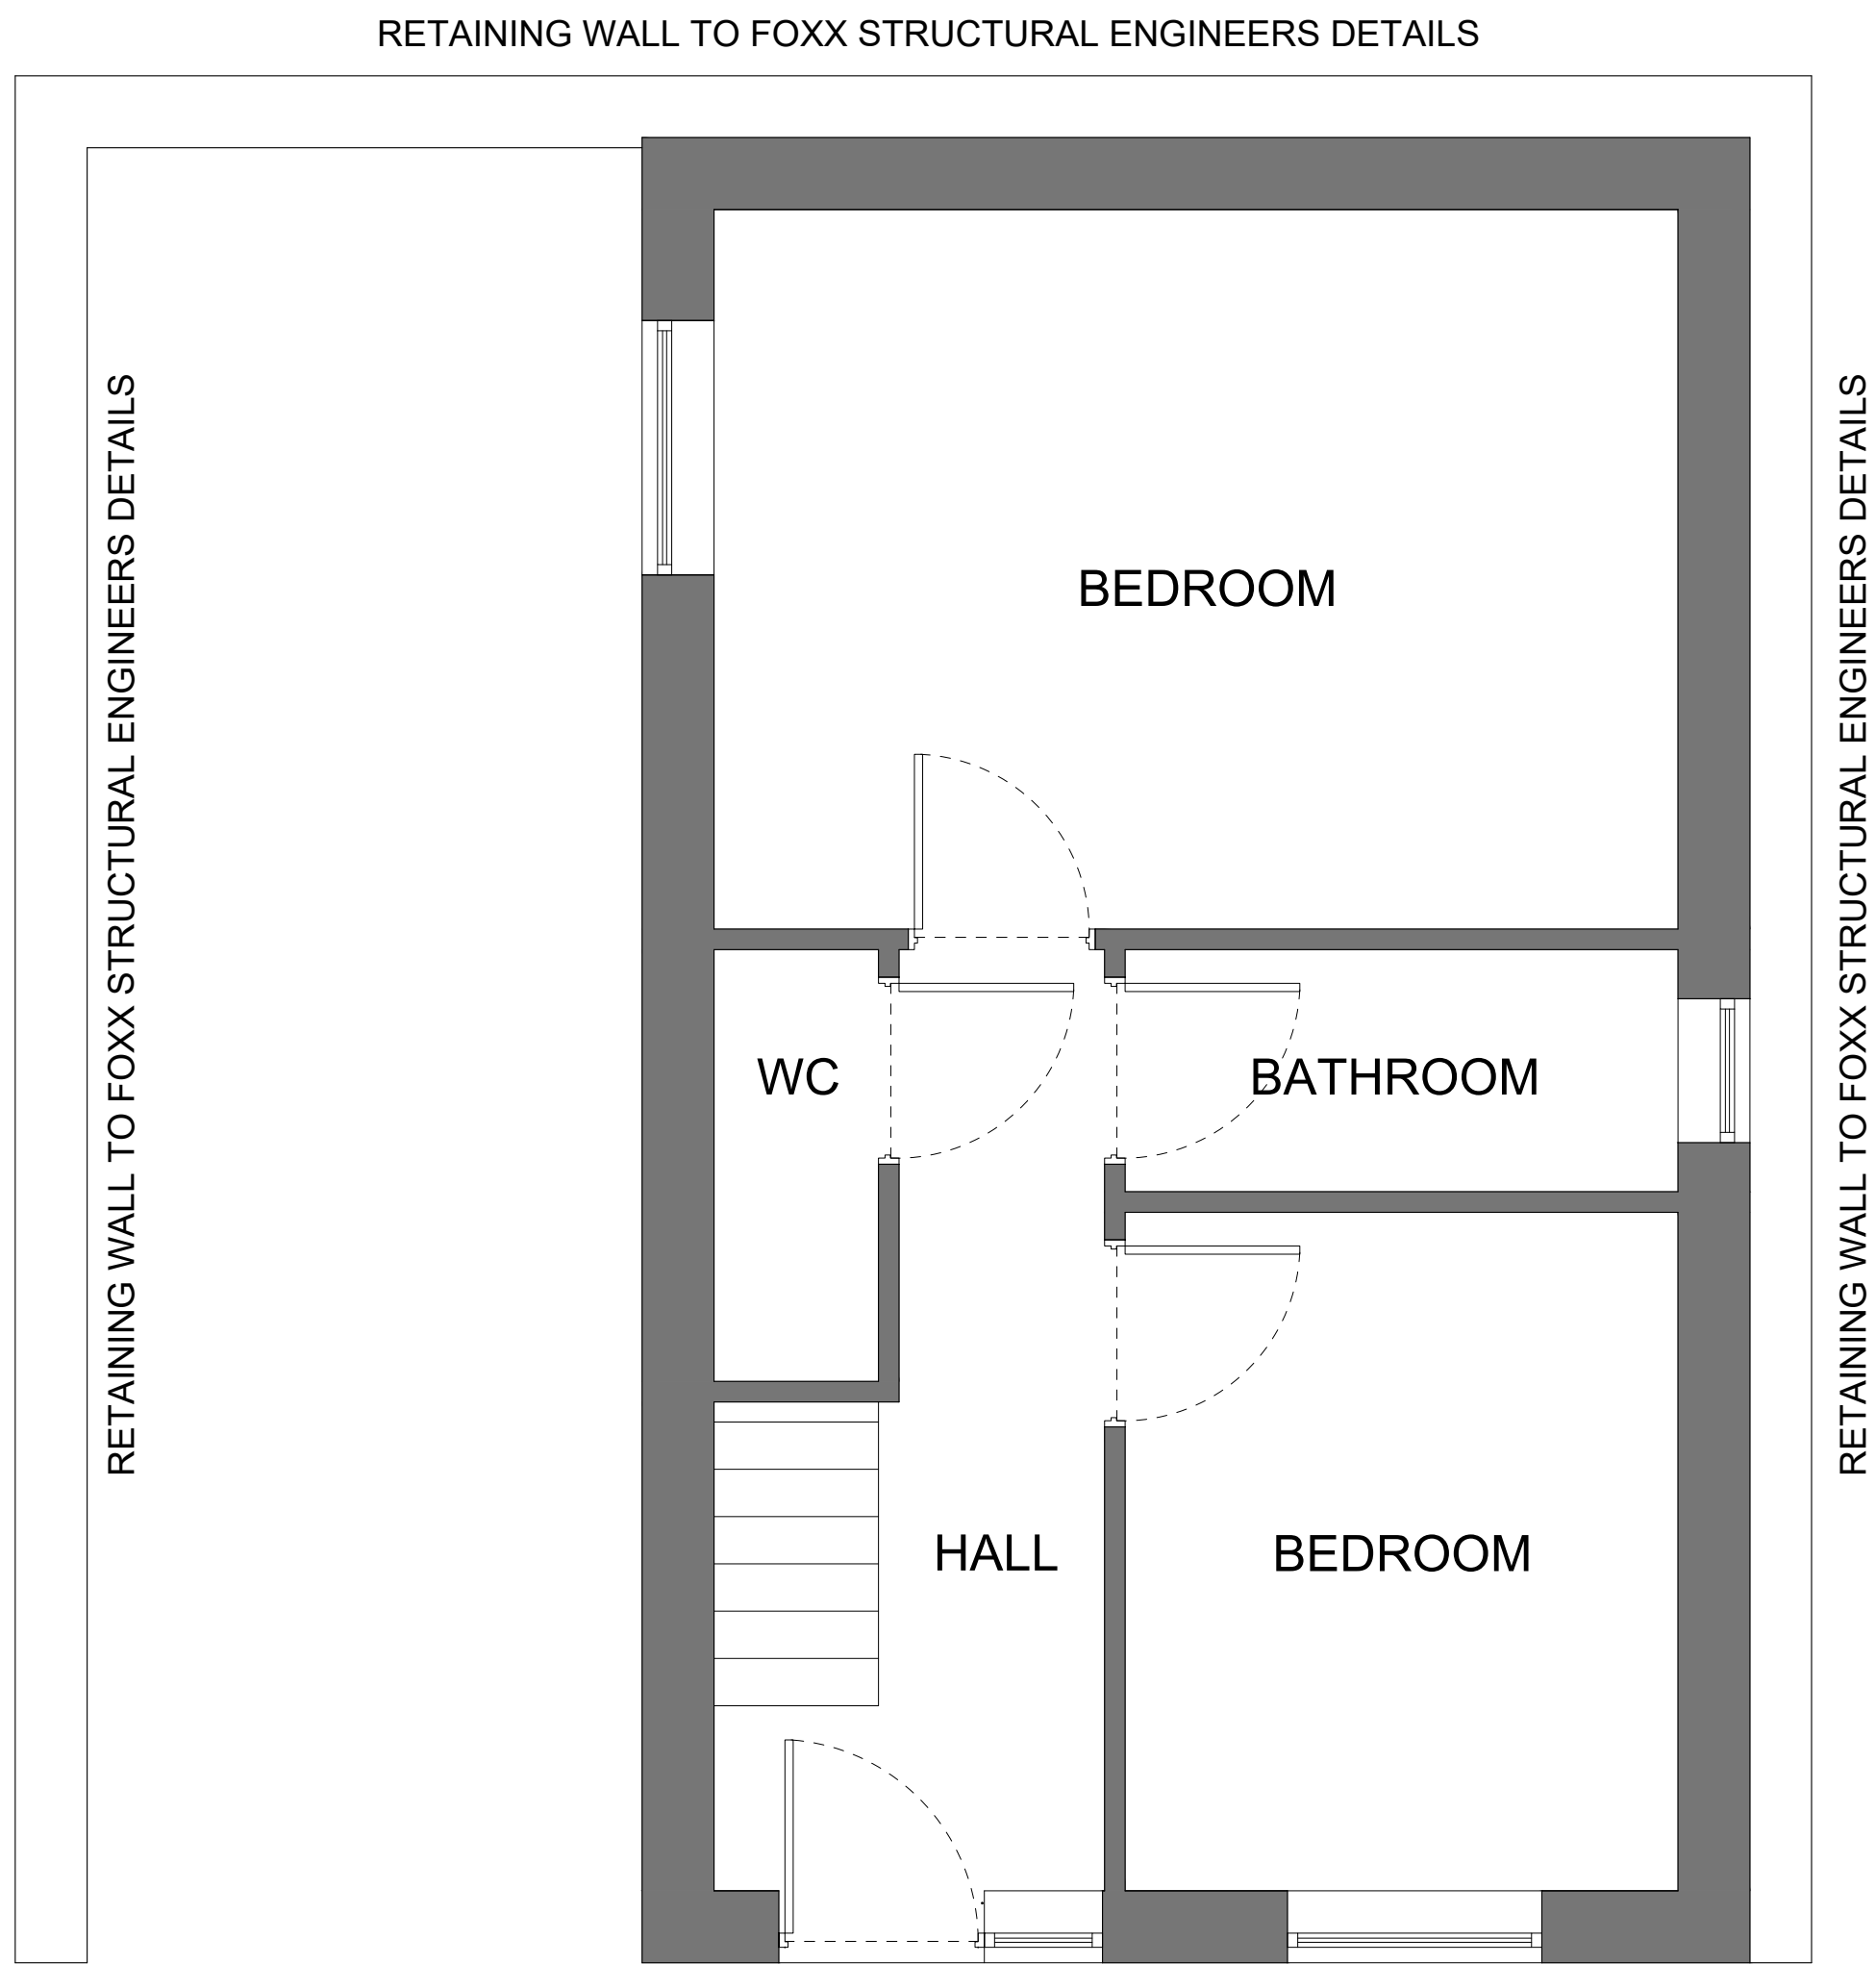 RETAINING WALL TO FOXX STRUCTURAL ENGINEERS DETAILS
RETAINING WALL TO FOXX STRUCTURAL ENGINEERS DETAILS
RETAINING WALL TO FOXX STRUCTURAL ENGINEERS DETAILS
BEDROOM
WC
BATHROOM
HALL
BEDROOM